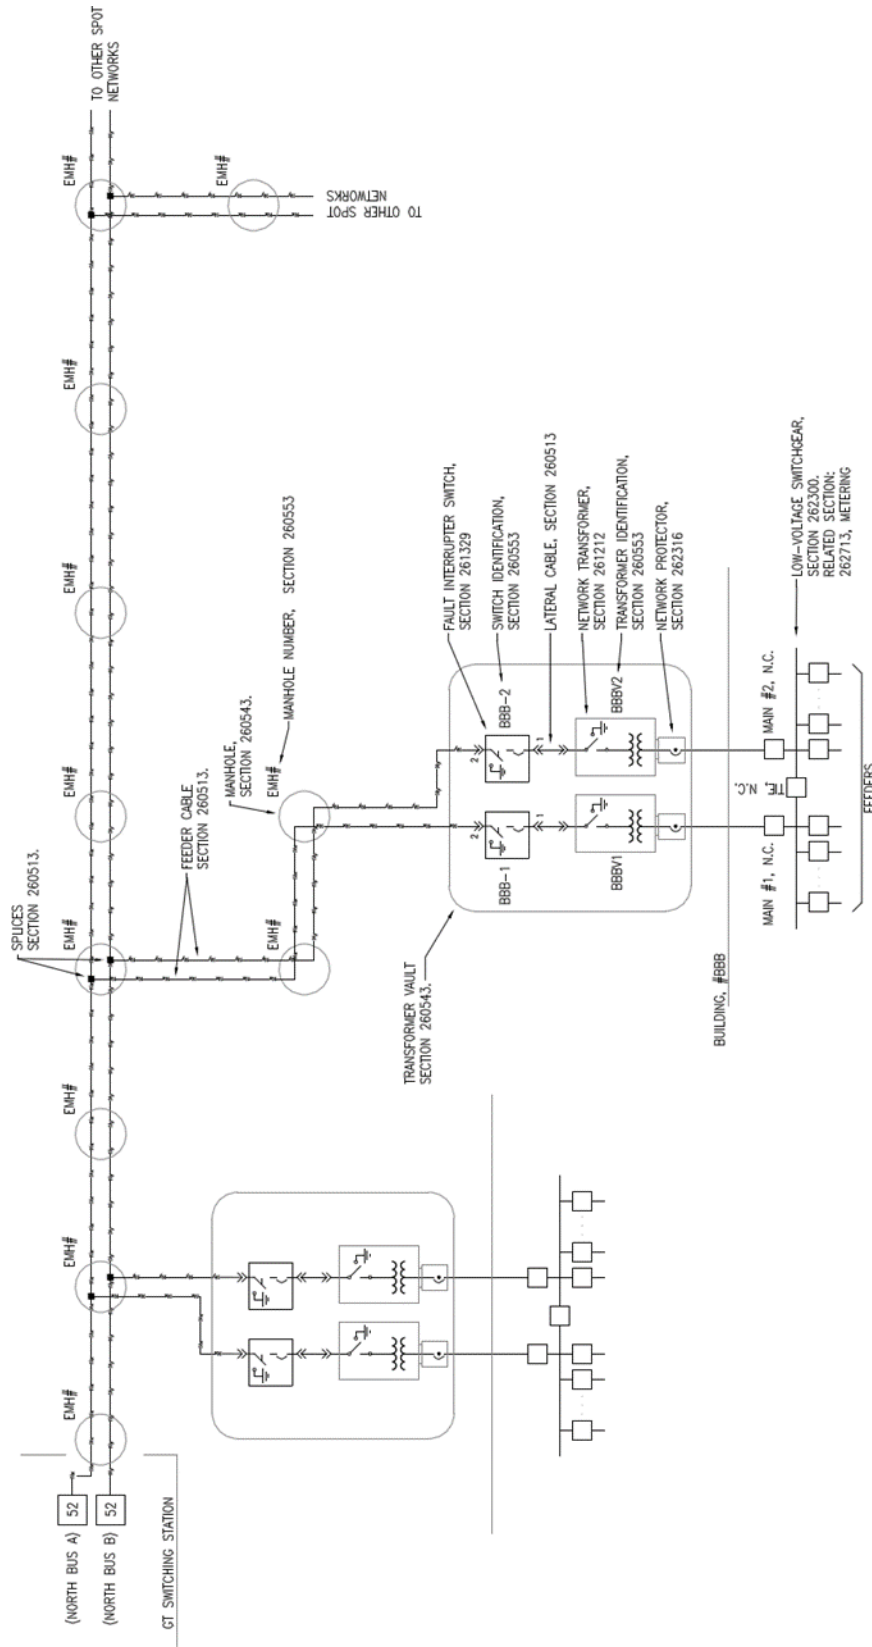 TO OTHER SPOT
NETWORKS
EMH#
EMH#
TO OTHER SPOT
NETWORKS
EMH#
EMH#
EMH#
EMH#
EMH#
EMH#
EMH#
SPLICES
SECTION 260513.
FEEDER CABLE
SECTION 260513.
MANHOLE,
SECTION 260543.
EMH#
MANHOLE NUMBER, SECTION 260553
EMH#
FAULT INTERRUPTER SWITCH,
SECTION 261329
SWITCH IDENTIFICATION,
SECTION 260553
LATERAL CABLE, SECTION 260513
NETWORK TRANSFORMER,
SECTION 261212
TRANSFORMER IDENTIFICATION,
SECTION 260553
NETWORK PROTECTOR,
SECTION 262316
BBB-2
BBB-1
2
2
1
1
BBBV2
BBBV1
TRANSFORMER VAULT
SECTION 260543.
BUILDING, #BBB
MAIN #1, N.C.
TIE, N.C.
MAIN #2, N.C.
LOW-VOLTAGE SWITCHGEAR,
SECTION 262300.
RELATED SECTION:
262713, METERING
FEEDERS
(NORTH BUS A)
52
(NORTH BUS B)
52
GT SWITCHING STATION